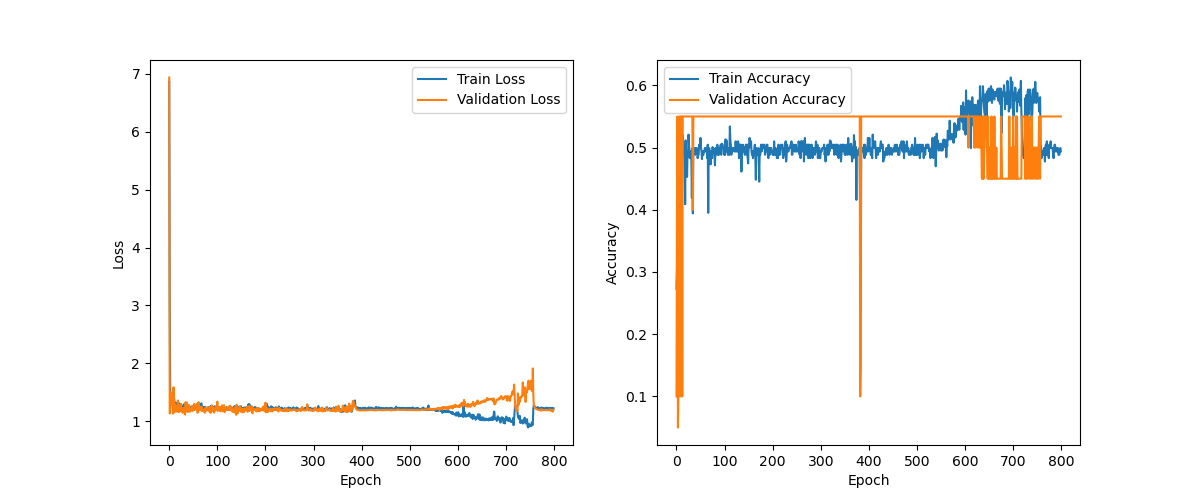 Train Loss
Validation Loss
7
6
5
4
3
2
1
Loss
0 100 200 300 400 500 600 700 800
Epoch
Train Accuracy
Validation Accuracy
0.6
0.5
0.4
0.3
0.2
0.1
Accuracy
0 100 200 300 400 500 600 700 800
Epoch